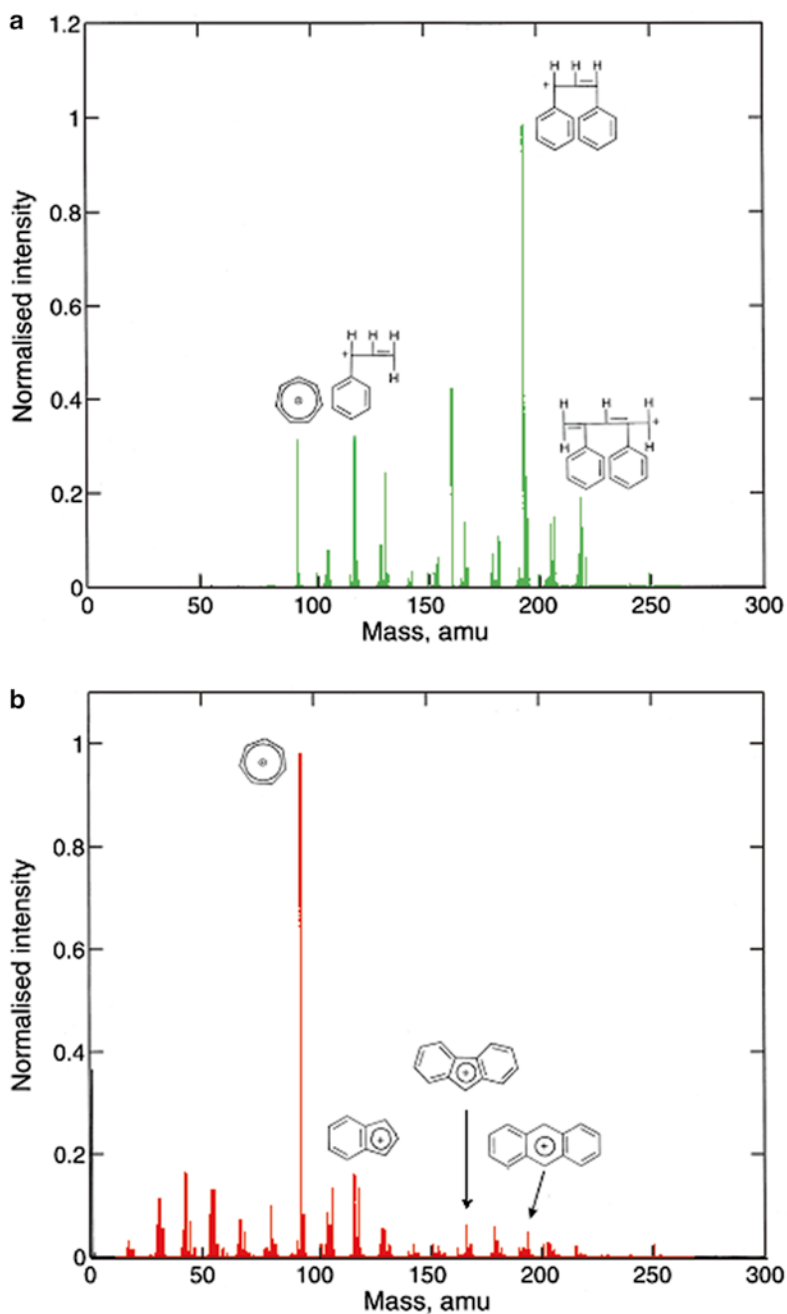 a
1.2
1
0.8
0.6
0.4
0.2
0
Normalised intensity
H H H
+
+
H H H
+
H
H H H
+
H H
0 50 100 150 200 250 300
Mass, amu
b
1
0.8
0.6
0.4
0.2
0
Normalised intensity
+
+
+
+
0 50 100 150 200 250 300
Mass, amu